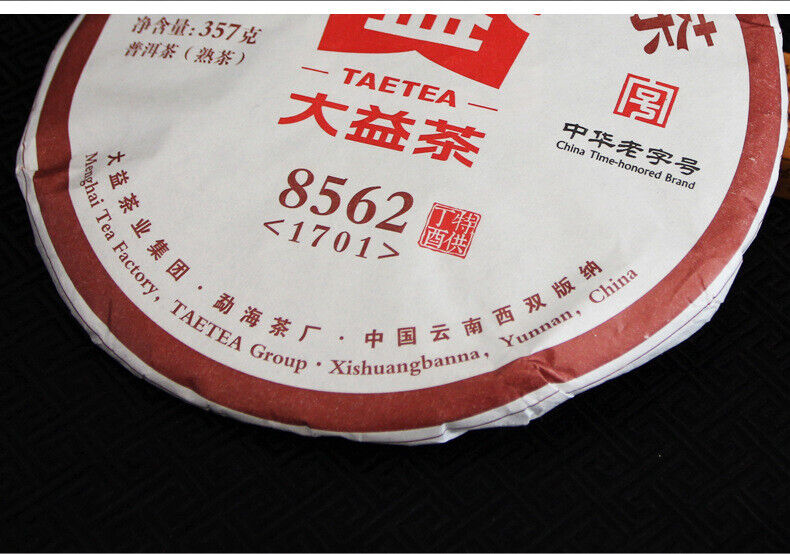 净含量:357克
普洱茶（熟茶）
益
茶
— TAETEA —
大益茶
中华老字号
China Time-honored Brand
8562
<1701>
特供
丁酉
大益茶业集团·勐海茶厂·中国云南西双版纳
Menghai Tea Factory, TAETEA Group · Xishuangbanna, Yunnan, China